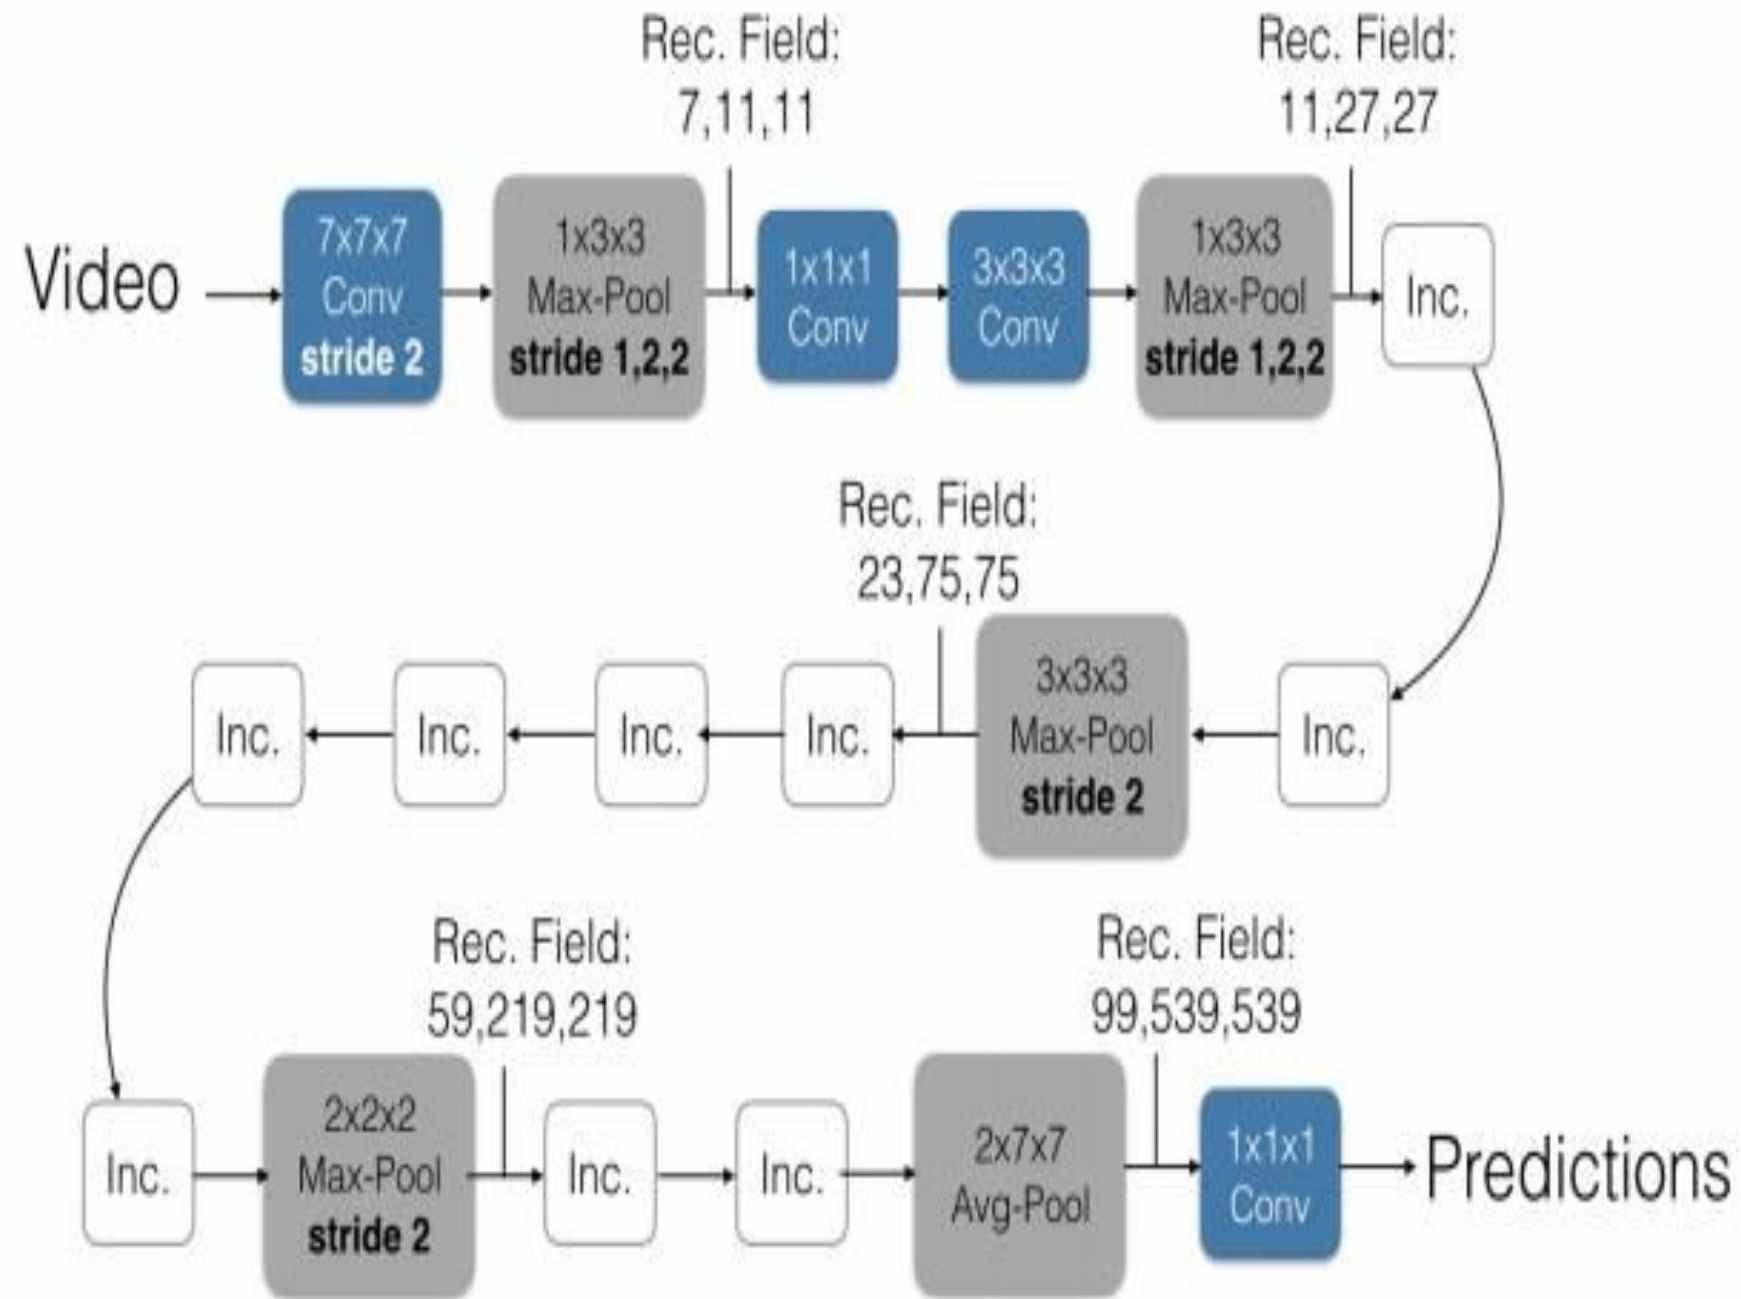 Rec. Field:
7,11,11
Rec. Field:
11,27,27
Video
7x7x7
Conv
stride 2
1x3x3
Max-Pool
stride 1,2,2
1x1x1
Conv
3x3x3
Conv
1x3x3
Max-Pool
stride 1,2,2
Inc.
Rec. Field:
23,75,75
Inc.
Inc.
Inc.
Inc.
3x3x3
Max-Pool
stride 2
Inc.
Rec. Field:
59,219,219
Rec. Field:
99,539,539
Inc.
2x2x2
Max-Pool
stride 2
Inc.
Inc.
2x7x7
Avg-Pool
1x1x1
Conv
Predictions